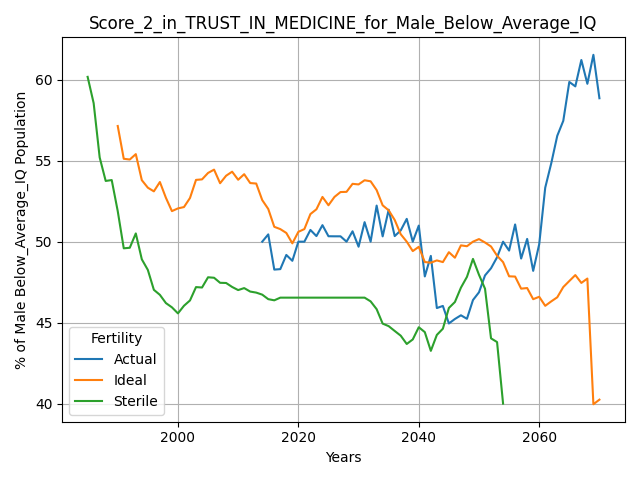 Score_2_in_TRUST_IN_MEDICINE_for_Male_Below_Average_IQ
% of Male Below_Average_IQ Population
60
55
50
45
40
Fertility
Actual
Ideal
Sterile
2000
2020
2040
2060
Years